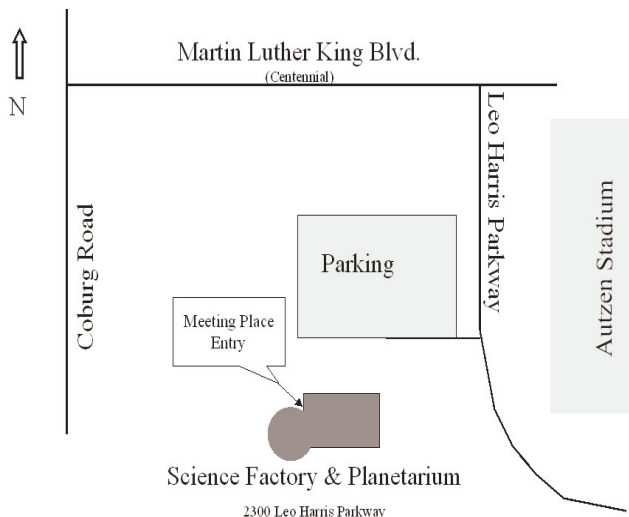 Martin Luther King Blvd.
(Centennial)
N
Leo Harris Parkway
Autzen Stadium
Coburg Road
Parking
Meeting Place
Entry
Science Factory & Planetarium
2300 Leo Harris Parkway